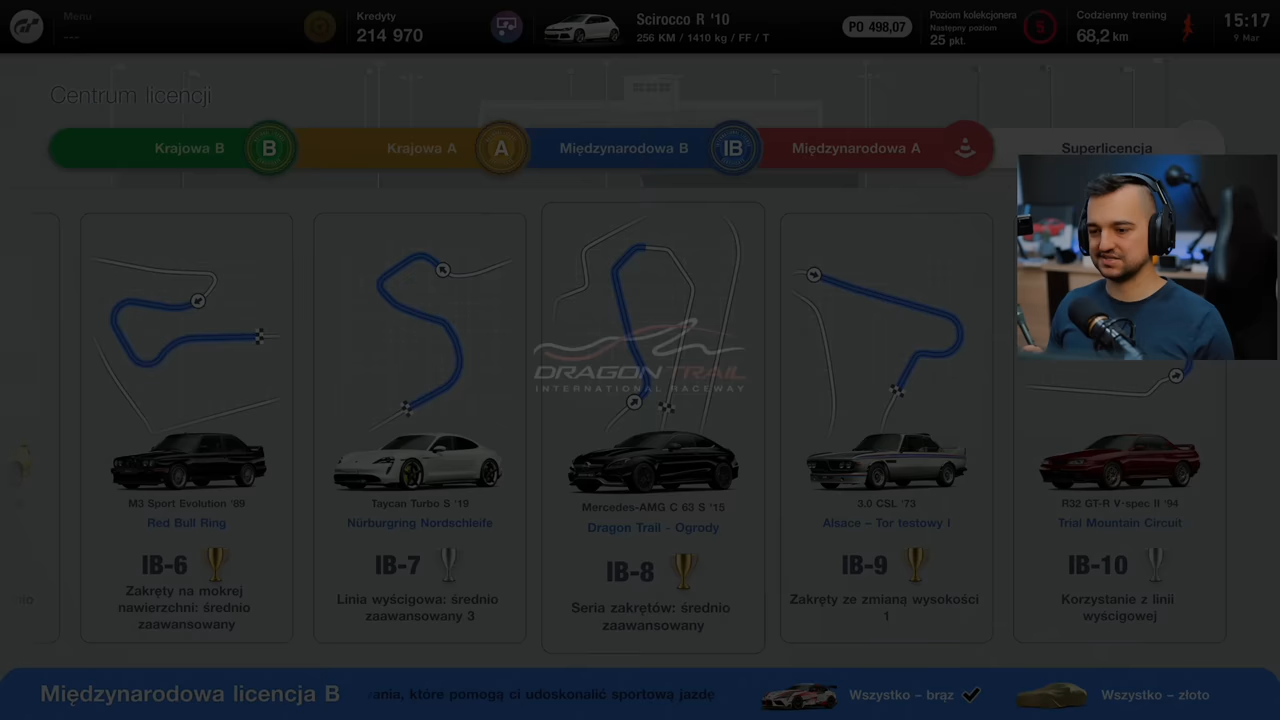 Menu
---
Kredyty
214 970
Scirocco R '10
256 KM / 1410 kg / FF / T
PO 498,07
Poziom kolekcjonera
Następny poziom
25 pkt.
5
Codzienny trening
68,2 km
15:17
9 Mar
Centrum licencji
Krajowa B
B
Krajowa A
A
Międzynarodowa B
IB
Międzynarodowa A
Superlicencja
DRAGON TRAIL
INTERNATIONAL RACEWAY
M3 Sport Evolution '89
Red Bull Ring
IB-6
Zakręty na mokrej
nawierzchni: średnio
zaawansowany
Taycan Turbo S '19
Nürburgring Nordschleife
IB-7
Linia wyścigowa: średnio
zaawansowany 3
Mercedes-AMG C 63 S '15
Dragon Trail - Ogrody
IB-8
Seria zakrętów: średnio
zaawansowany
3.0 CSL '73
Alsace – Tor testowy I
IB-9
Zakręty ze zmianą wysokości
1
R32 GT-R V-spec II '94
Trial Mountain Circuit
IB-10
Korzystanie z linii
wyścigowej
Międzynarodowa licencja B
ania, które pomogą ci udoskonalić sportową jazdę
Wszystko – brąz
Wszystko – złoto